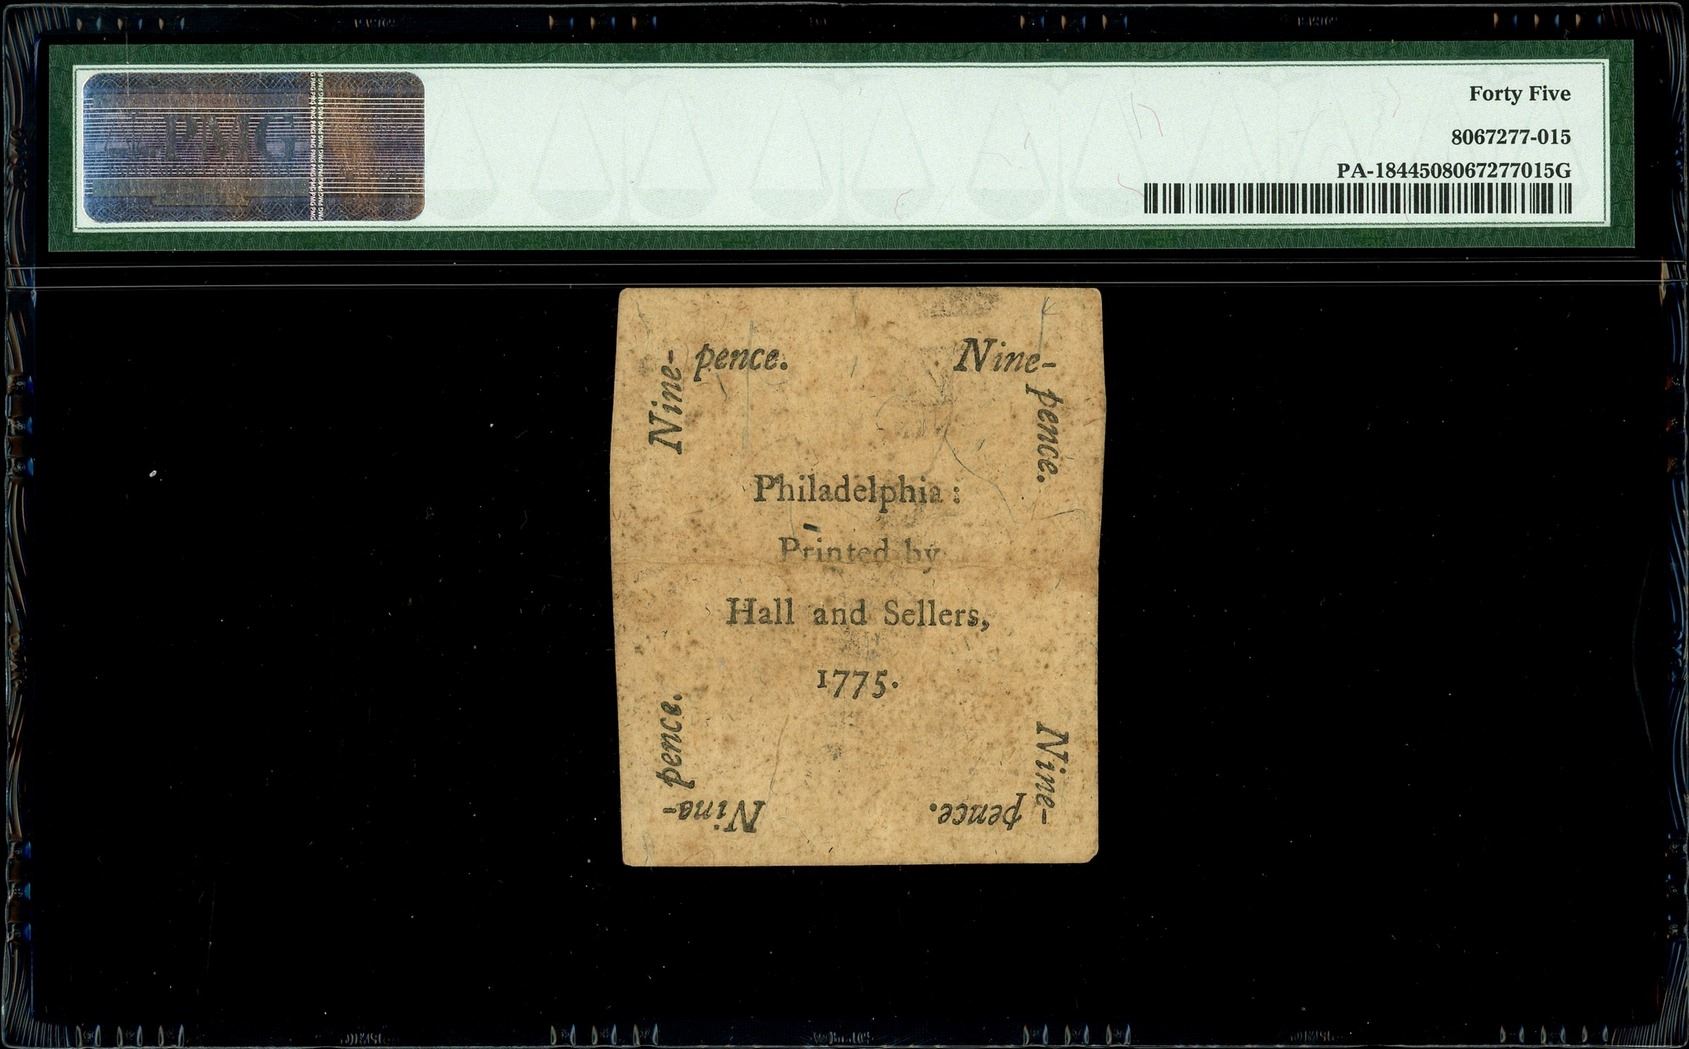 PMG
Forty Five
8067277-015
PA-1844508067277015G
Nine-
pence.
Nine-
pence.
Philadelphia:
Printed by
Hall and Sellers,
1775.
Nine-
pence.
Nine-
pence.